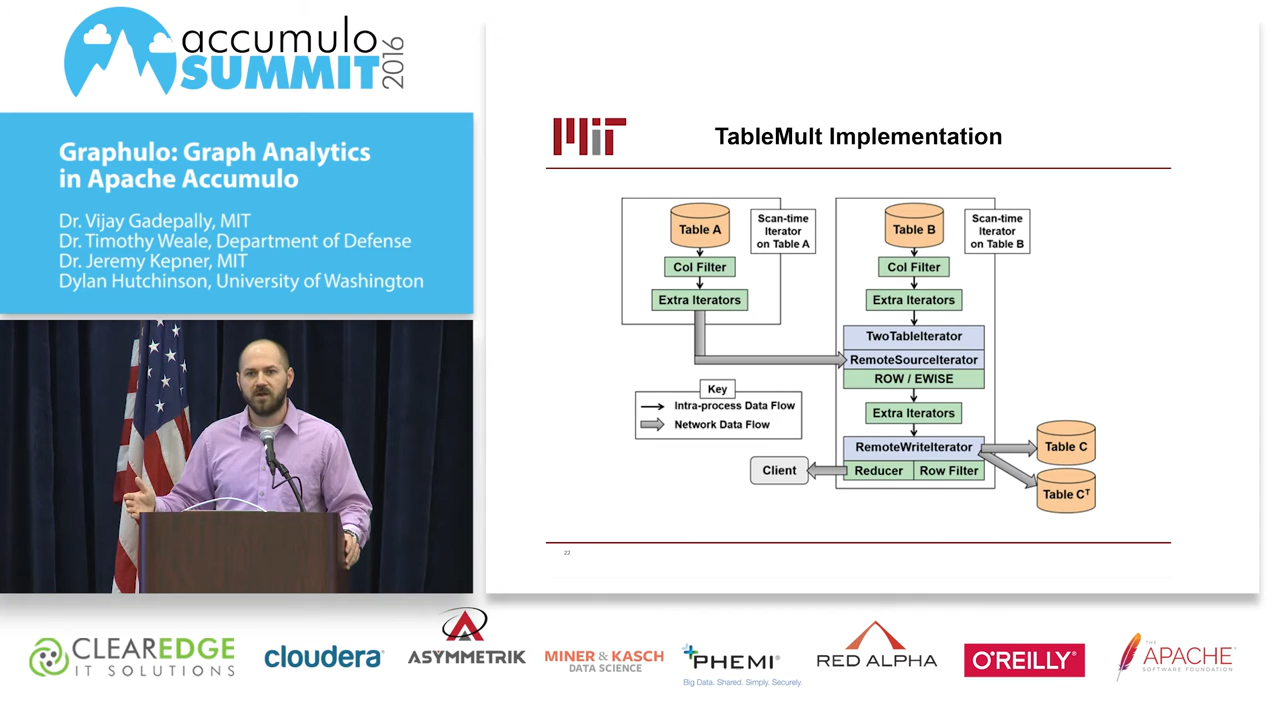 accumulo
SUMMIT
2016
Graphulo: Graph Analytics
in Apache Accumulo
Dr. Vijay Gadepally, MIT
Dr. Timothy Weale, Department of Defense
Dr. Jeremy Kepner, MIT
Dylan Hutchinson, University of Washington
MIT
TableMult Implementation
Table A
Scan-time
Iterator
on Table A
Col Filter
Extra Iterators
Table B
Scan-time
Iterator
on Table B
Col Filter
Extra Iterators
TwoTableIterator
RemoteSourceIterator
ROW / EWISE
Key
Intra-process Data Flow
Network Data Flow
Extra Iterators
RemoteWriteIterator
Reducer
Row Filter
Client
Table C
Table Cᵀ
22
CLEAREDGE
IT SOLUTIONS
cloudera®
ASYMMETRIK
MINER & KASCH
DATA SCIENCE
PHEMI®
Big Data. Shared. Simply. Securely.
RED ALPHA
O'REILLY®
THE
APACHE®
SOFTWARE FOUNDATION